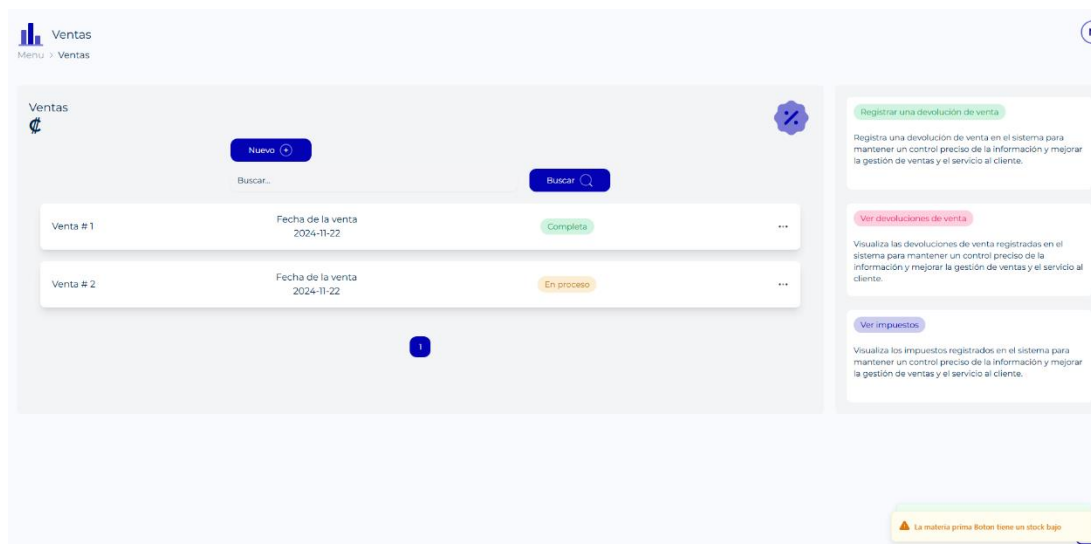 Ventas
Menu > Ventas
Ventas
₡
Nuevo
Buscar...
Buscar
Venta # 1
Fecha de la venta
2024-11-22
Completa
...
Venta # 2
Fecha de la venta
2024-11-22
En proceso
...
1
Registrar una devolución de venta
Registra una devolución de venta en el sistema para
mantener un control preciso de la información y mejorar
la gestión de ventas y el servicio al cliente.
Ver devoluciones de venta
Visualiza las devoluciones de venta registradas en el
sistema para mantener un control preciso de la
información y mejorar la gestión de ventas y el servicio al
cliente.
Ver impuestos
Visualiza los impuestos registrados en el sistema para
mantener un control preciso de la información y mejorar
la gestión de ventas y el servicio al cliente.
La materia prima Boton tiene un stock bajo